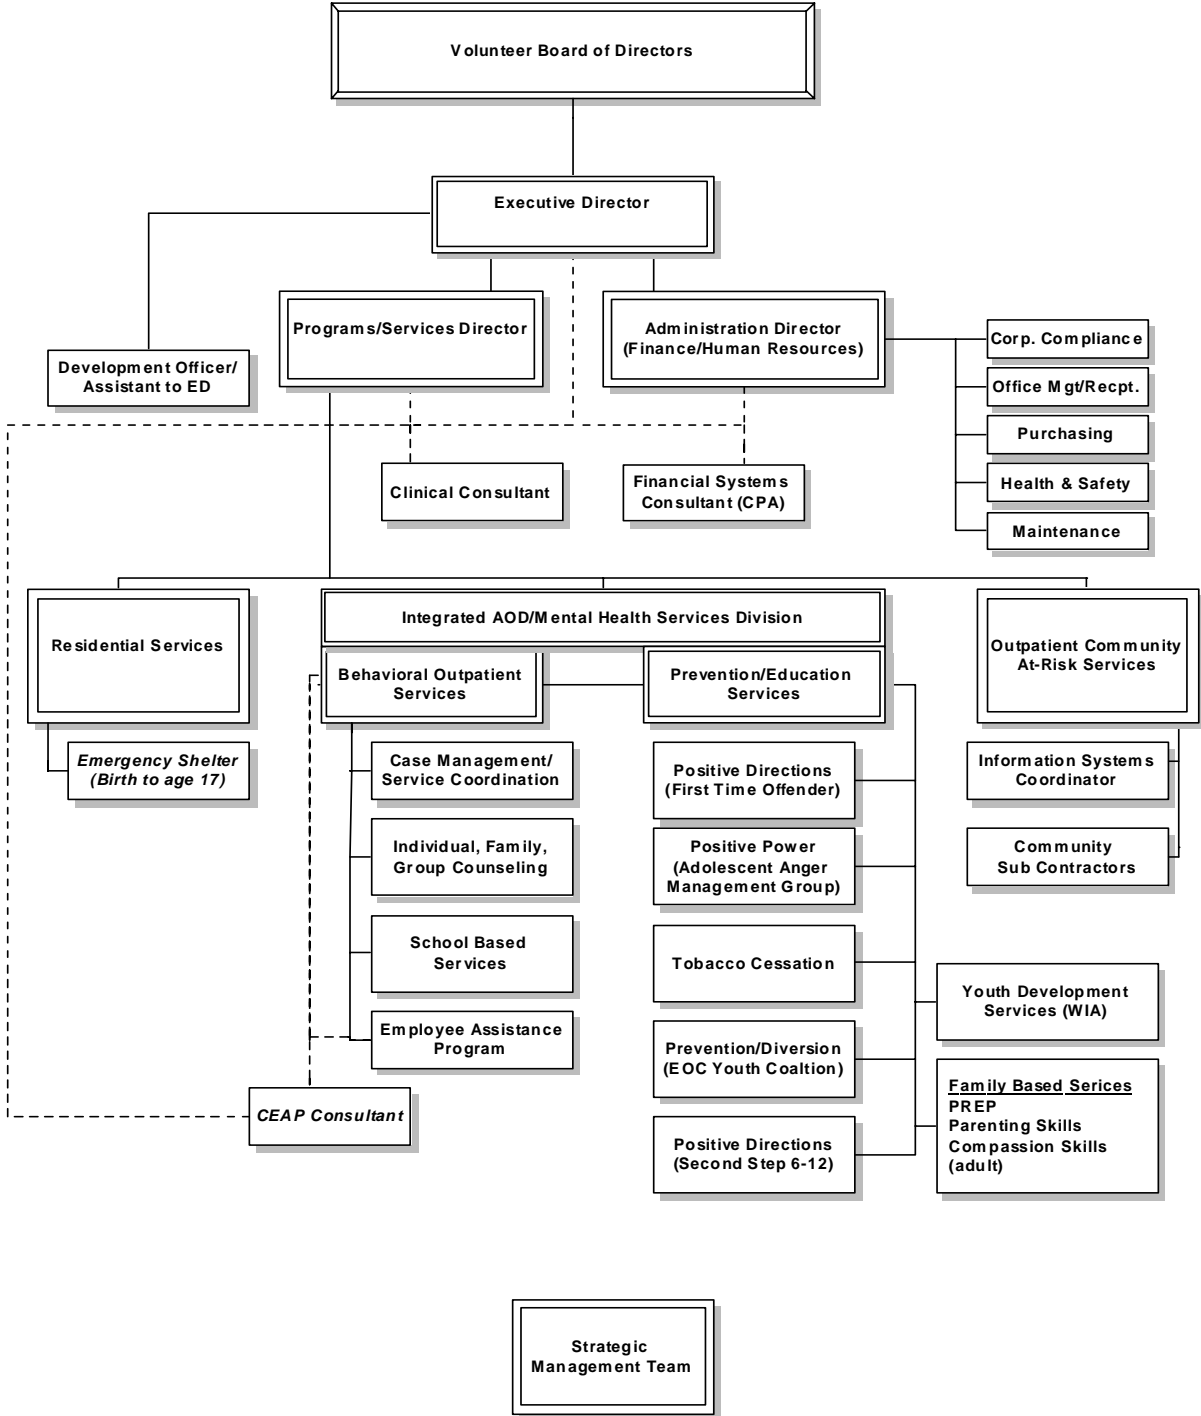 Volunteer Board of Directors
Executive Director
Programs/Services Director
Administration Director
(Finance/Human Resources)
Corp. Compliance
Development Officer/
Assistant to ED
Office Mgt/Recpt.
Purchasing
Clinical Consultant
Financial Systems
Consultant (CPA)
Health & Safety
Maintenance
Residential Services
Integrated AOD/Mental Health Services Division
Outpatient Community
At-Risk Services
Behavioral Outpatient
Services
Prevention/Education
Services
Emergency Shelter
(Birth to age 17)
Case Management/
Service Coordination
Individual, Family,
Group Counseling
School Based
Services
Employee Assistance
Program
CEAP Consultant
Positive Directions
(First Time Offender)
Positive Power
(Adolescent Anger
Management Group)
Tobacco Cessation
Prevention/Diversion
(EOC Youth Coaltion)
Positive Directions
(Second Step 6-12)
Information Systems
Coordinator
Community
Sub Contractors
Youth Development
Services (WIA)
Family Based Serices
PREP
Parenting Skills
Compassion Skills
(adult)
Strategic
Management Team